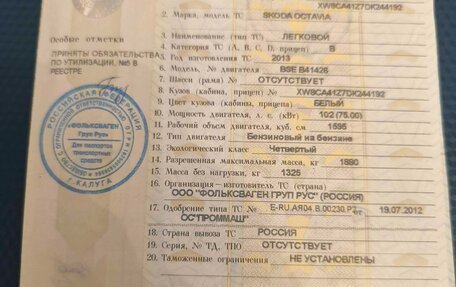 XW8CA41Z7DK244192
2. Марка, модель ТС SKODA OCTAVIA
Особые отметки
3. Наименование (тип ТС) ЛЕГКОВОЙ
4. Категория ТС (A, B, C, D, прицеп) B
ПРИНЯТЫ ОБЯЗАТЕЛЬСТВА
5. Год изготовления ТС 2013
ПО УТИЛИЗАЦИИ, №5 В
6. Модель, № двигателя BSE B41426
РЕЕСТРЕ
7. Шасси (рама) № ОТСУТСТВУЕТ
8. Кузов (кабина, прицеп) № XW8CA41Z7DK244192
9. Цвет кузова (кабины, прицепа) БЕЛЫЙ
10. Мощность двигателя, л. с. (кВт) 102 (75.00)
11. Рабочий объем двигателя, куб. см 1595
12. Тип двигателя Бензиновый на бензине
13. Экологический класс Четвертый
14. Разрешенная максимальная масса, кг 1890
15. Масса без нагрузки, кг 1325
16. Организация-изготовитель ТС (страна)
ООО "ФОЛЬКСВАГЕН ГРУП РУС" (РОССИЯ)
17. Одобрение типа ТС № E-RU.АЯ04.B.00230.P2 от 19.07.2012
ОС"ПРОММАШ"
18. Страна вывоза ТС РОССИЯ
19. Серия, № ТД, ТПО ОТСУТСТВУЕТ
20. Таможенные ограничения НЕ УСТАНОВЛЕНЫ
РОССИЙСКАЯ ФЕДЕРАЦИЯ
ФОЛЬКСВАГЕН
Груп Рус
Для паспортов
транспортных
средств
г. КАЛУГА